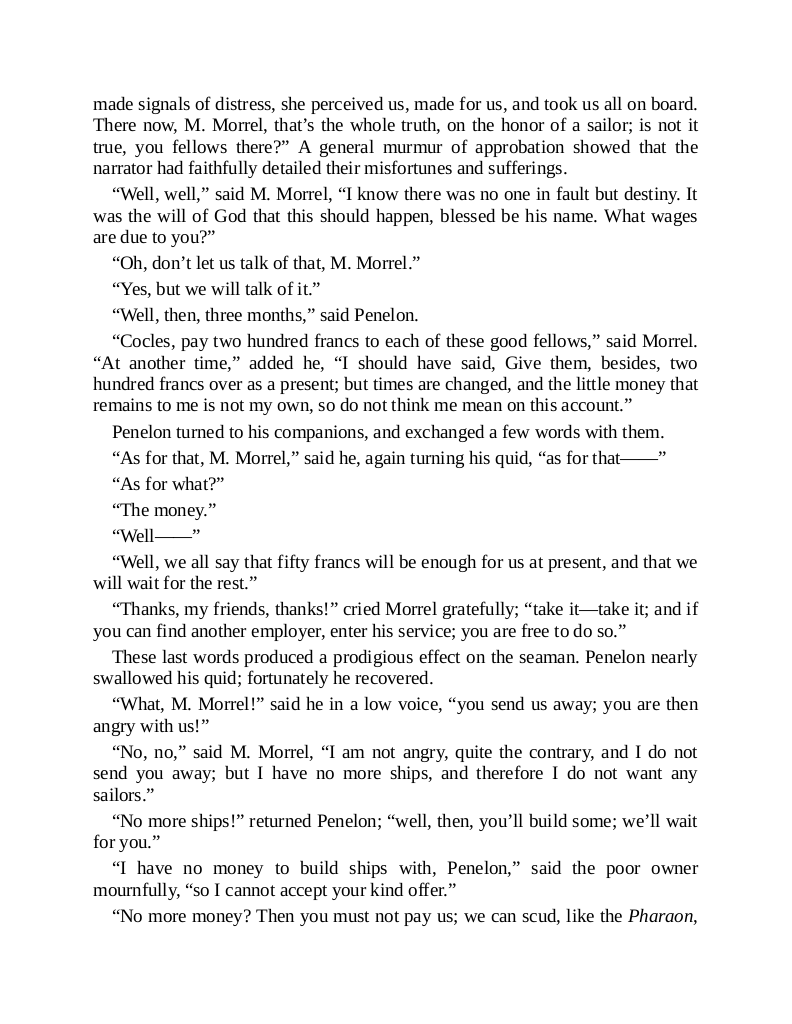 made signals of distress, she perceived us, made for us, and took us all on board.
There now, M. Morrel, that’s the whole truth, on the honor of a sailor; is not it
true, you fellows there?” A general murmur of approbation showed that the
narrator had faithfully detailed their misfortunes and sufferings.
“Well, well,” said M. Morrel, “I know there was no one in fault but destiny. It
was the will of God that this should happen, blessed be his name. What wages
are due to you?”
“Oh, don’t let us talk of that, M. Morrel.”
“Yes, but we will talk of it.”
“Well, then, three months,” said Penelon.
“Cocles, pay two hundred francs to each of these good fellows,” said Morrel.
“At another time,” added he, “I should have said, Give them, besides, two
hundred francs over as a present; but times are changed, and the little money that
remains to me is not my own, so do not think me mean on this account.”
Penelon turned to his companions, and exchanged a few words with them.
“As for that, M. Morrel,” said he, again turning his quid, “as for that——”
“As for what?”
“The money.”
“Well——”
“Well, we all say that fifty francs will be enough for us at present, and that we
will wait for the rest.”
“Thanks, my friends, thanks!” cried Morrel gratefully; “take it—take it; and if
you can find another employer, enter his service; you are free to do so.”
These last words produced a prodigious effect on the seaman. Penelon nearly
swallowed his quid; fortunately he recovered.
“What, M. Morrel!” said he in a low voice, “you send us away; you are then
angry with us!”
“No, no,” said M. Morrel, “I am not angry, quite the contrary, and I do not
send you away; but I have no more ships, and therefore I do not want any
sailors.”
“No more ships!” returned Penelon; “well, then, you’ll build some; we’ll wait
for you.”
“I have no money to build ships with, Penelon,” said the poor owner
mournfully, “so I cannot accept your kind offer.”
“No more money? Then you must not pay us; we can scud, like the Pharaon,